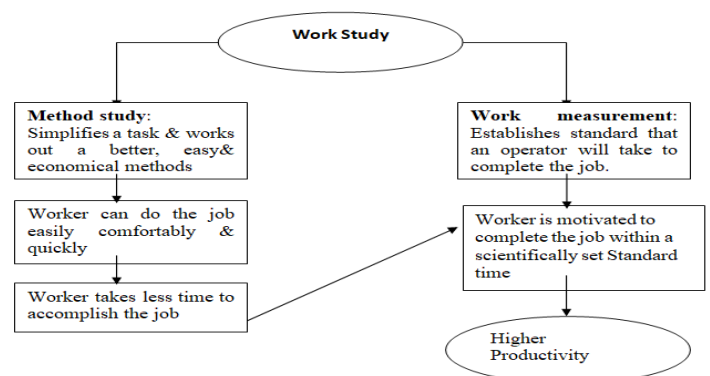 Work Study
Method study:
Simplifies a task & works
out a better, easy&
economical methods
Worker can do the job
easily comfortably &
quickly
Worker takes less time to
accomplish the job
Work measurement:
Establishes standard that
an operator will take to
complete the job.
Worker is motivated to
complete the job within a
scientifically set Standard
time
Higher
Productivity